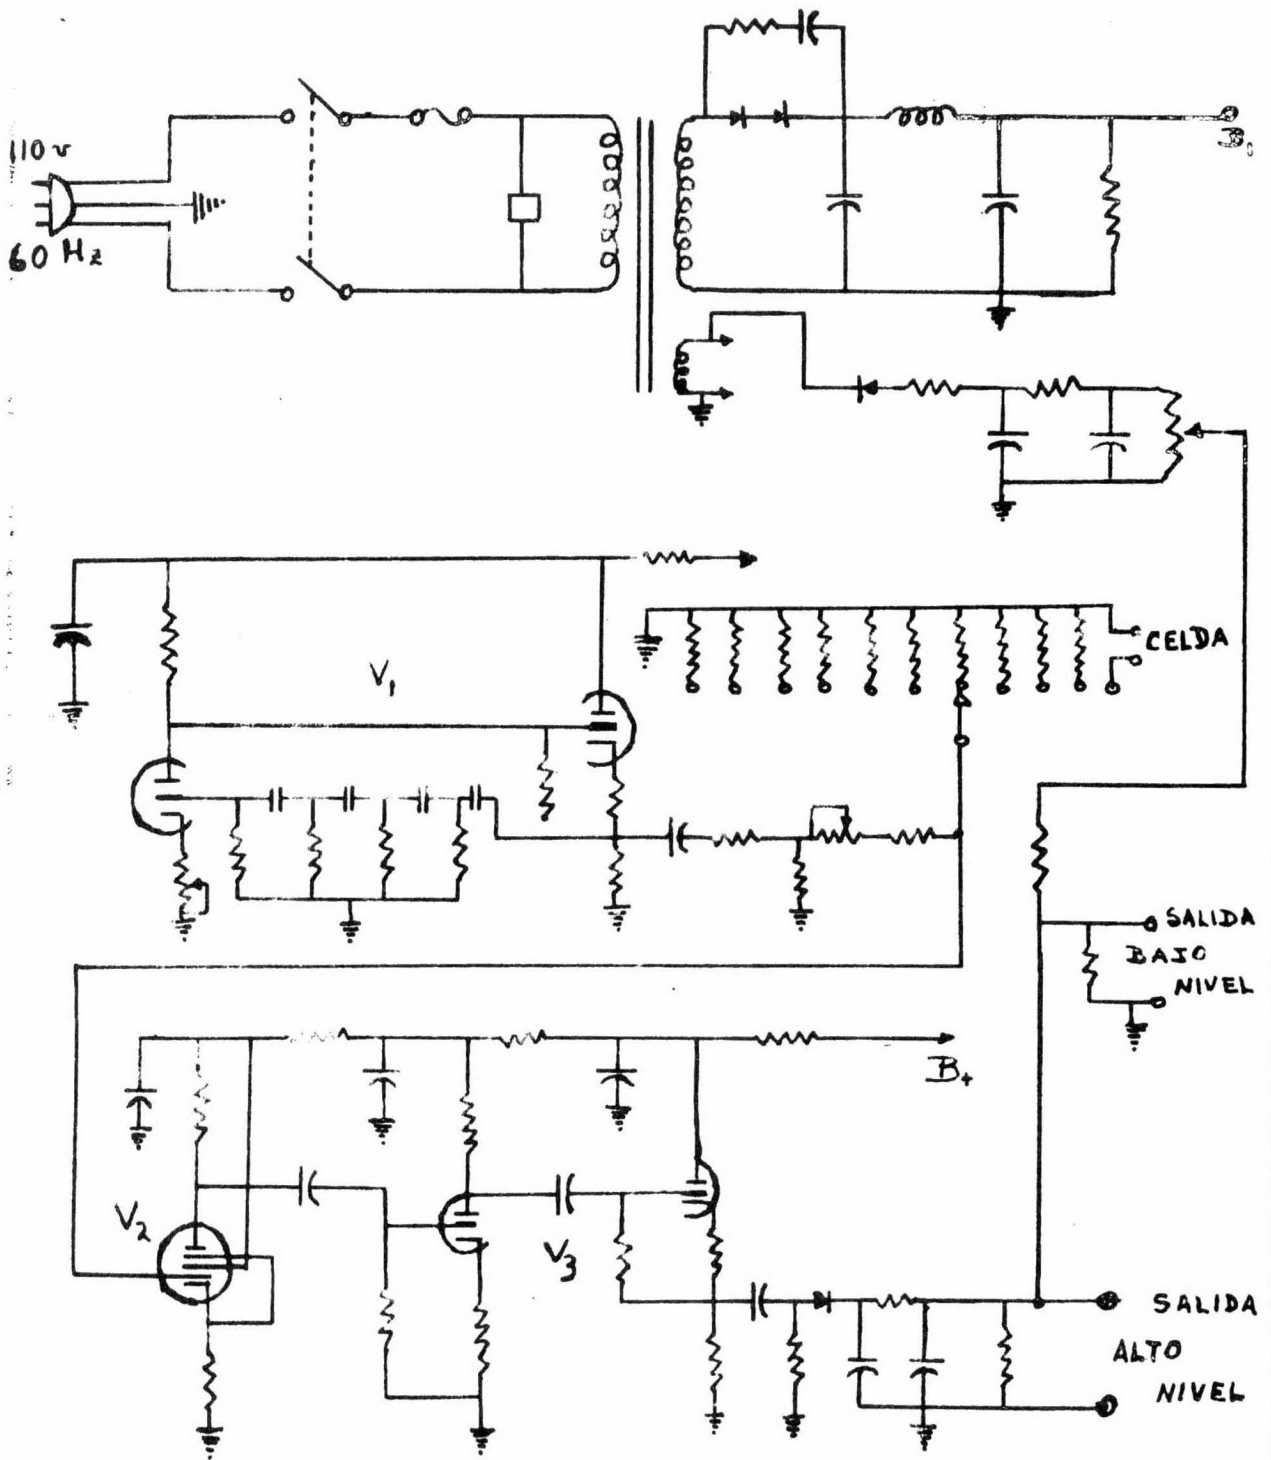 110 v
60 Hz
B+
V1
CELDA
SALIDA
BAJO
NIVEL
B+
V2
V3
SALIDA
ALTO
NIVEL